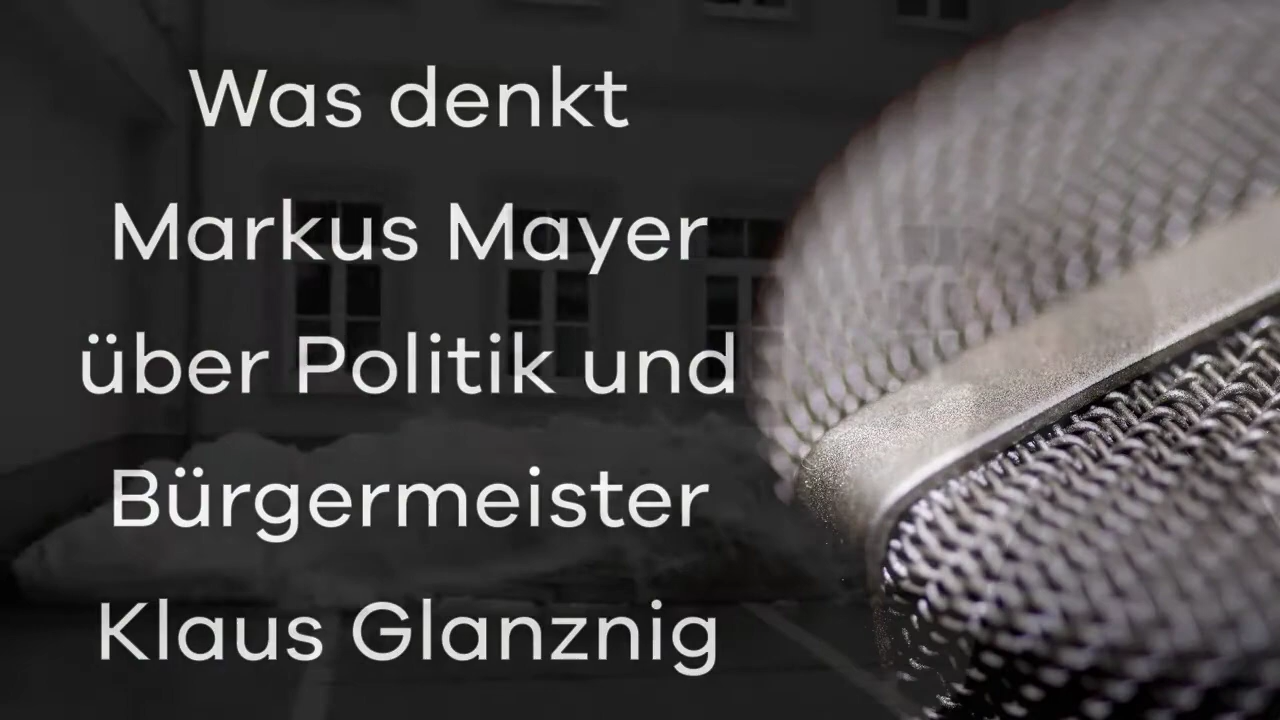 Was denkt
Markus Mayer
über Politik und
Bürgermeister
Klaus Glanznig